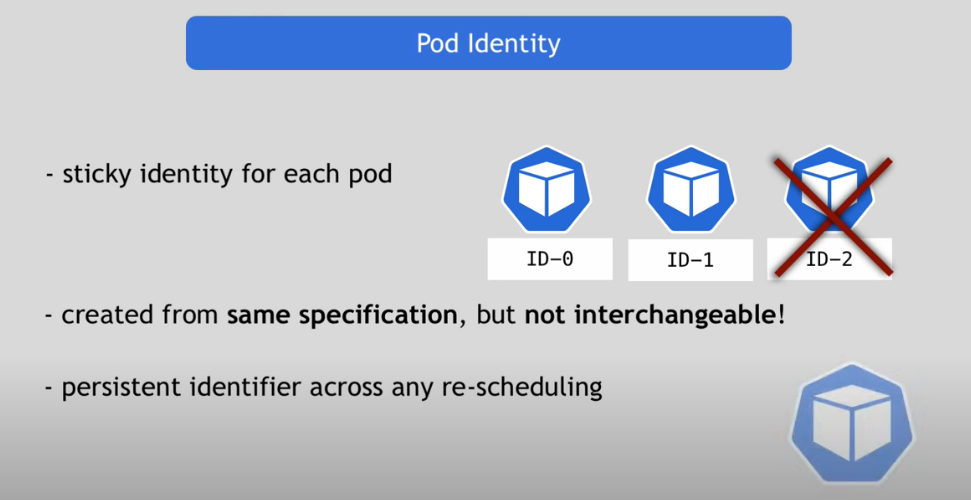 Pod Identity
- sticky identity for each pod
ID-0
ID-1
ID-2
- created from same specification, but not interchangeable!
- persistent identifier across any re-scheduling